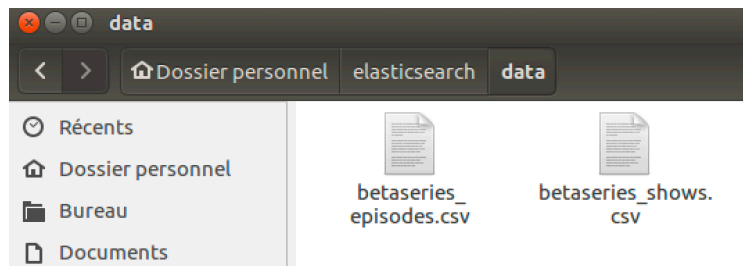 data
Dossier personnel elasticsearch data
Récents
Dossier personnel
Bureau
Documents
betaseries_
episodes.csv
betaseries_shows.
csv